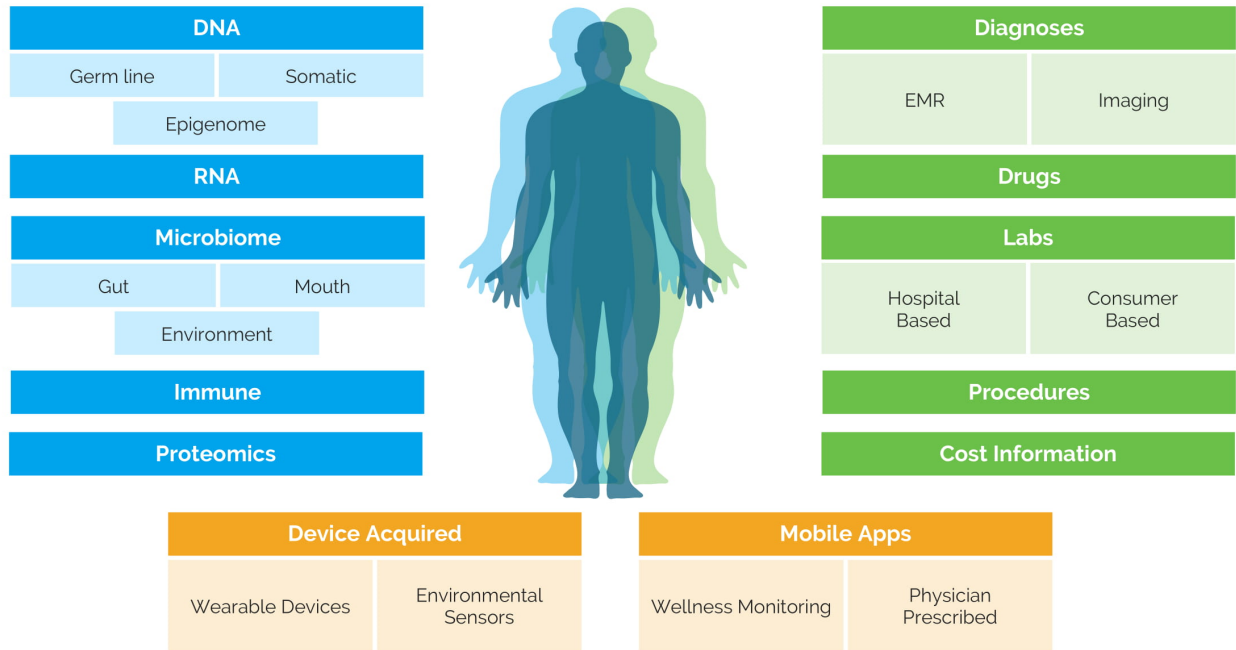 DNA
Germ line
Somatic
Epigenome
RNA
Microbiome
Gut
Mouth
Environment
Immune
Proteomics
Diagnoses
EMR
Imaging
Drugs
Labs
Hospital
Based
Consumer
Based
Procedures
Cost Information
Device Acquired
Wearable Devices
Environmental
Sensors
Mobile Apps
Wellness Monitoring
Physician
Prescribed